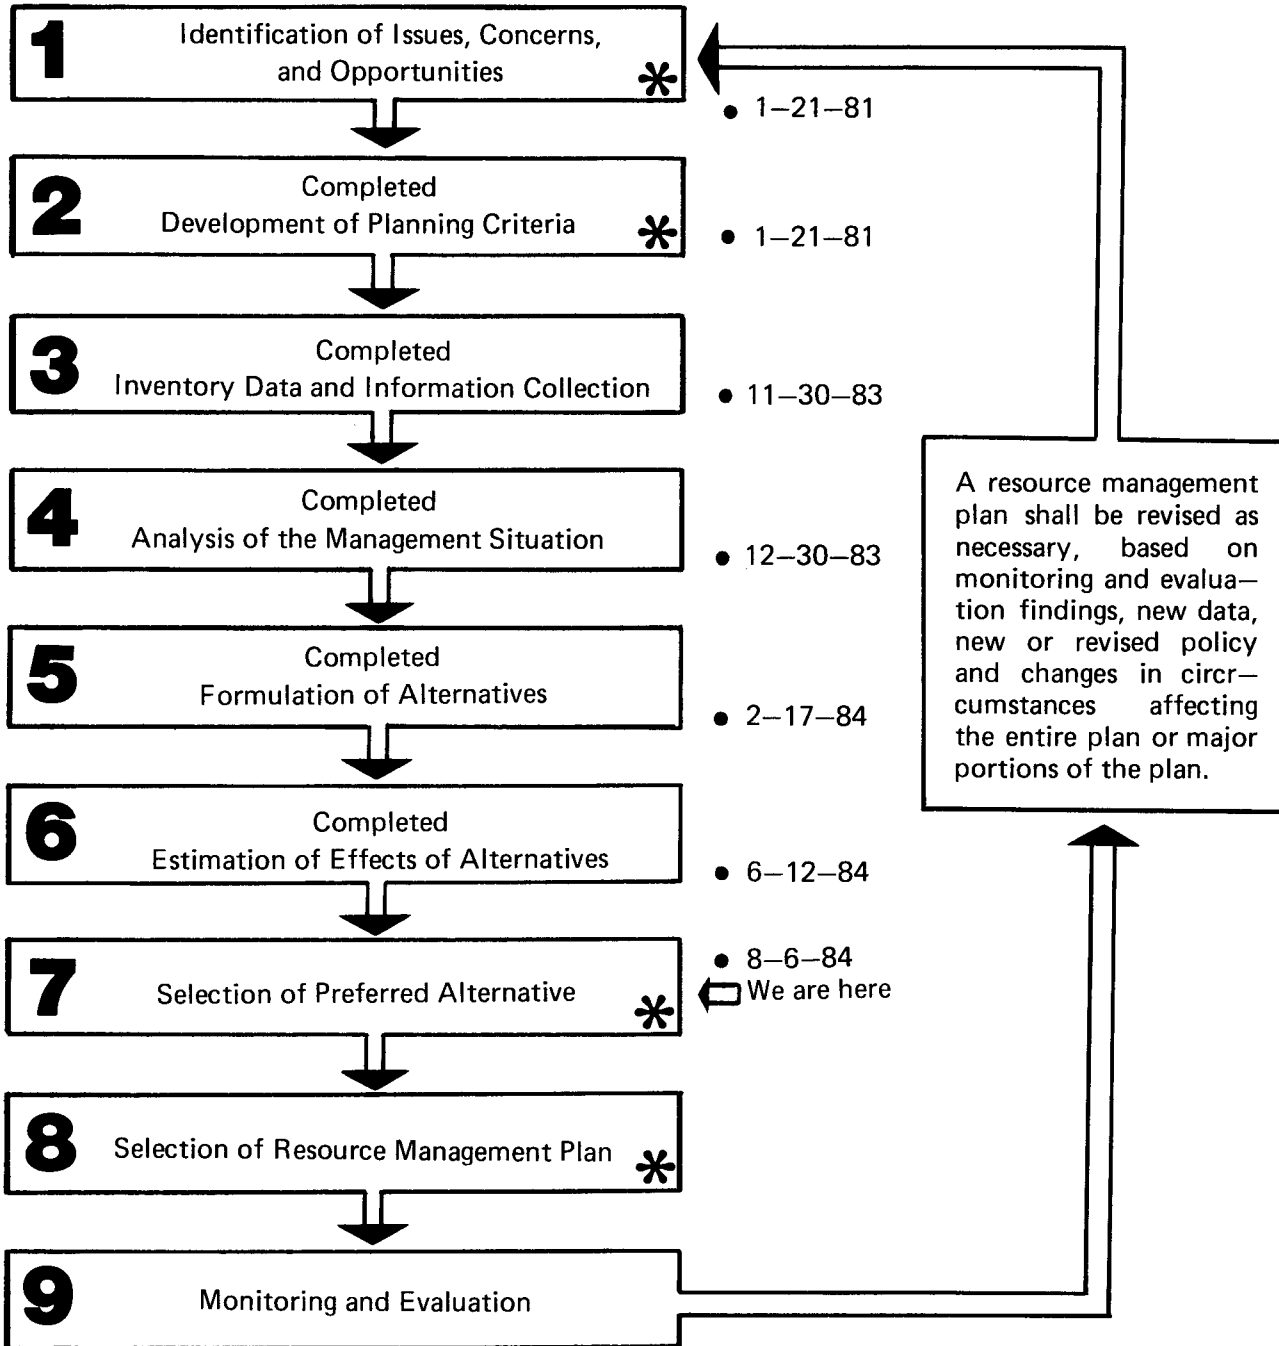 1
Identification of Issues, Concerns,
and Opportunities
*
• 1–21–81
2
Completed
Development of Planning Criteria
*
• 1–21–81
3
Completed
Inventory Data and Information Collection
• 11–30–83
4
Completed
Analysis of the Management Situation
• 12–30–83
5
Completed
Formulation of Alternatives
• 2–17–84
6
Completed
Estimation of Effects of Alternatives
• 6–12–84
7
Selection of Preferred Alternative
*
• 8–6–84
We are here
8
Selection of Resource Management Plan
*
9
Monitoring and Evaluation
A resource management
plan shall be revised as
necessary, based on
monitoring and evalua–
tion findings, new data,
new or revised policy
and changes in circr–
cumstances affecting
the entire plan or major
portions of the plan.